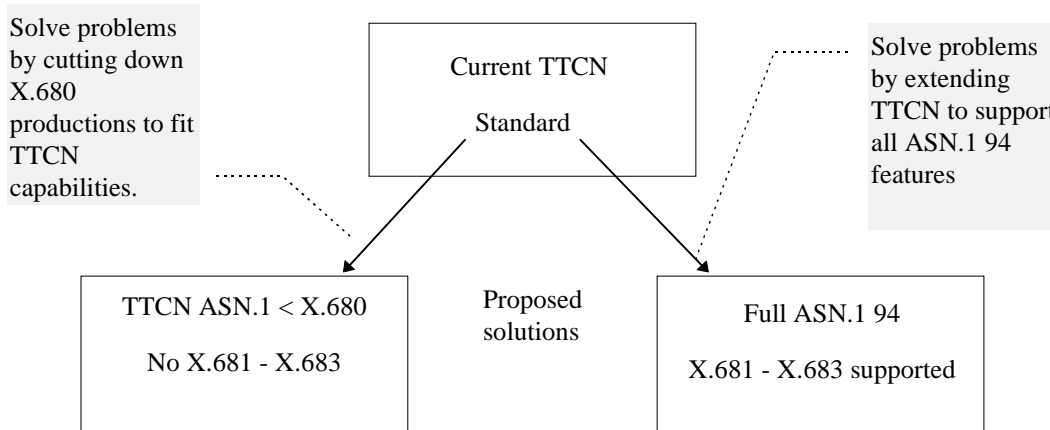 Solve problems
by cutting down
X.680
productions to fit
TTCN
capabilities.
Current TTCN
Standard
Solve problems
by extending
TTCN to support
all ASN.1 94
features
TTCN ASN.1 < X.680
No X.681 - X.683
Proposed
solutions
Full ASN.1 94
X.681 - X.683 supported